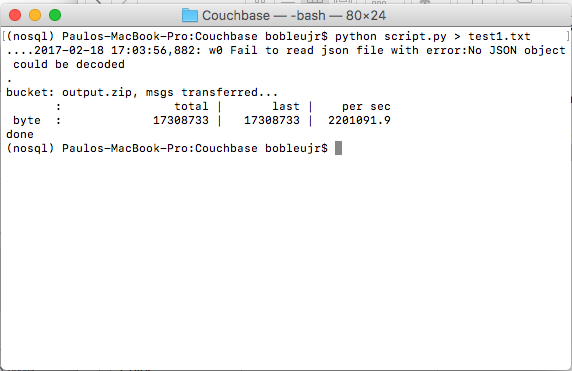 Couchbase — -bash — 80×24
[(nosql) Paulos-MacBook-Pro:Couchbase bobleujr$ python script.py > test1.txt ]
....2017-02-18 17:03:56,882: w0 Fail to read json file with error:No JSON object
 could be decoded
.
bucket: output.zip, msgs transferred...
       :                total |       last |    per sec
 byte  :             17308733 |   17308733 |  2201091.9
done
(nosql) Paulos-MacBook-Pro:Couchbase bobleujr$